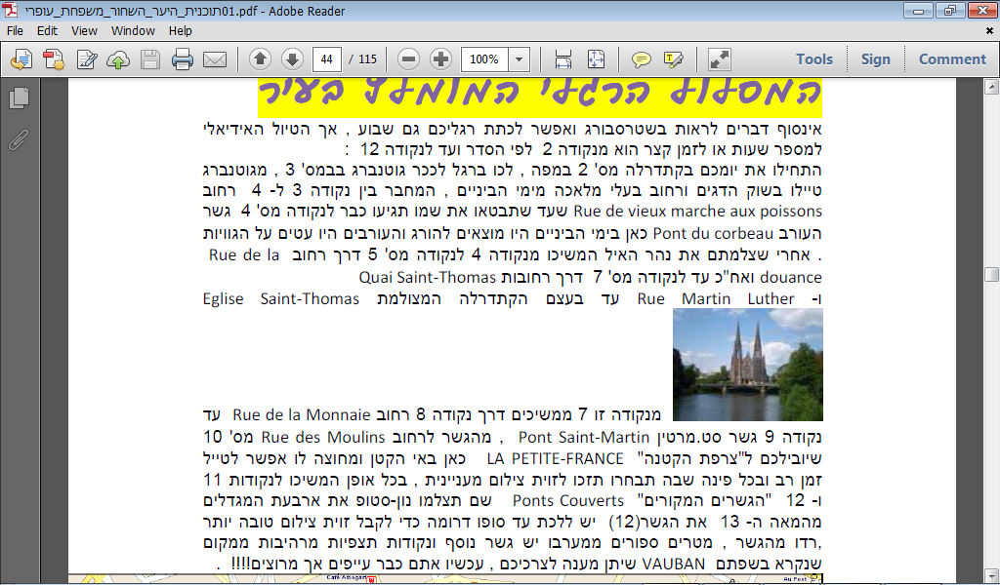 תוכנית_היער_השחור_משפחת_עופרי01.pdf - Adobe Reader
File Edit View Window Help
44 / 115 100% Tools Sign Comment
המסלול הרגלי המומלץ בעיר
אינסוף דברים לראות בשטרסבורג ואפשר לכתת רגליכם גם שבוע , אך הטיול האידיאלי
למספר שעות או לזמן קצר הוא מנקודה 2 לפי הסדר ועד לנקודה 12 :
התחילו את יומכם בקתדרלה מס' 2 במפה , לכו ברגל לככר גוטנברג בבמס' 3 , מגוטנברג
טיילו בשוק הדגים ורחוב בעלי מלאכה מימי הביניים , המחבר בין נקודה 3 ל- 4 רחוב
Rue de vieux marche aux poissons שעד שתבטאו את שמו תגיעו כבר לנקודה מס' 4 גשר
העורב Pont du corbeau כאן בימי הביניים היו מוצאים להורג והעורבים היו עטים על הגוויות
. אחרי שצלמתם את נהר האיל המשיכו מנקודה 4 לנקודה מס' 5 דרך רחוב Rue de la
douance ואח"כ עד לנקודה מס' 7 דרך רחובות Quai Saint-Thomas
ו- Rue Martin Luther עד בעצם הקתדרלה המצולמת Eglise Saint-Thomas
מנקודה זו 7 ממשיכים דרך נקודה 8 רחוב Rue de la Monnaie עד
נקודה 9 גשר סט.מרטין Pont Saint-Martin , מהגשר לרחוב Rue des Moulins מס' 10
שיובילכם ל"צרפת הקטנה" LA PETITE-FRANCE כאן באי הקטן ומחוצה לו אפשר לטייל
זמן רב ובכל פינה שבה תבחרו תזכו לזוית צילום מעניינית , בכל אופן המשיכו לנקודות 11
ו- 12 "הגשרים המקורים" Ponts Couverts שם תצלמו נון-סטופ את ארבעת המגדלים
מהמאה ה- 13 את הגשר(12) יש ללכת עד סופו דרומה כדי לקבל זוית צילום טובה יותר
,רדו מהגשר , מטרים ספורים ממערבו יש גשר נוסף ונקודות תצפיות מרהיבות ממקום
שנקרא בשפתם VAUBAN שיתן מענה לצרכיכם , עכשיו אתם כבר עייפים אך מרוצים!!!! .
Café Arbogast
Au Pont